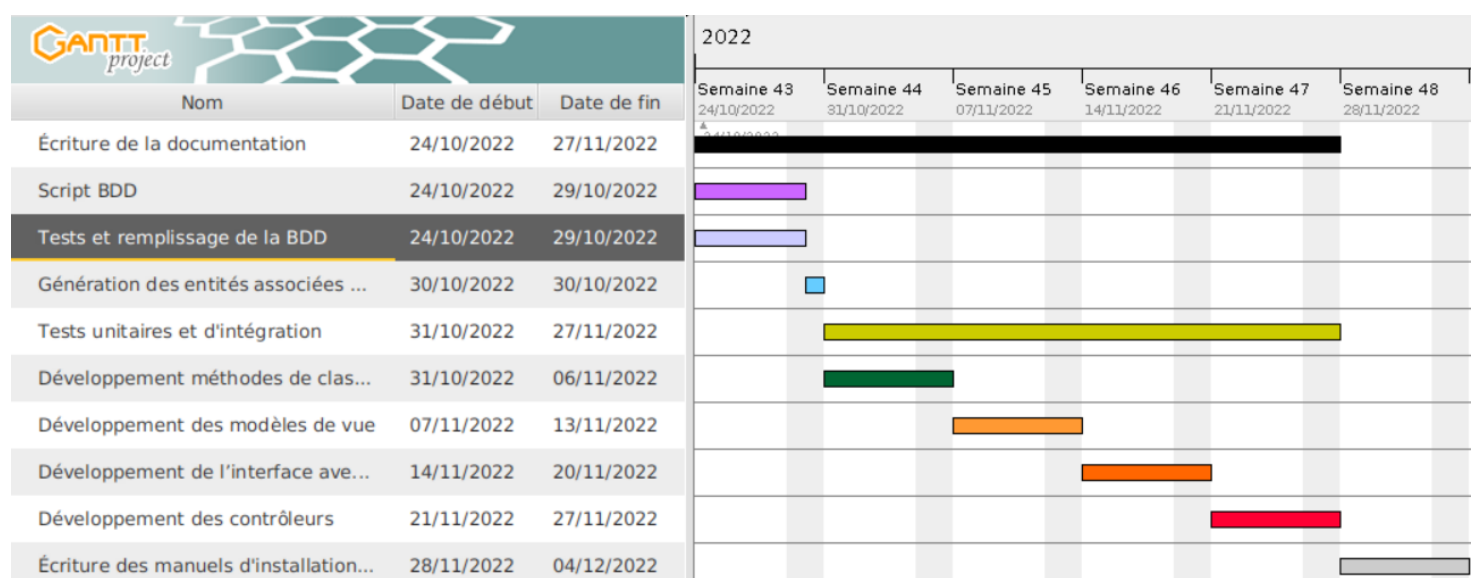 GANTT
project
2022
Semaine 43 Semaine 44 Semaine 45 Semaine 46 Semaine 47 Semaine 48
24/10/2022 31/10/2022 07/11/2022 14/11/2022 21/11/2022 28/11/2022
Nom Date de début Date de fin
24/10/2022
Écriture de la documentation 24/10/2022 27/11/2022
Script BDD 24/10/2022 29/10/2022
Tests et remplissage de la BDD 24/10/2022 29/10/2022
Génération des entités associées ... 30/10/2022 30/10/2022
Tests unitaires et d'intégration 31/10/2022 27/11/2022
Développement méthodes de clas... 31/10/2022 06/11/2022
Développement des modèles de vue 07/11/2022 13/11/2022
Développement de l’interface ave... 14/11/2022 20/11/2022
Développement des contrôleurs 21/11/2022 27/11/2022
Écriture des manuels d'installation... 28/11/2022 04/12/2022